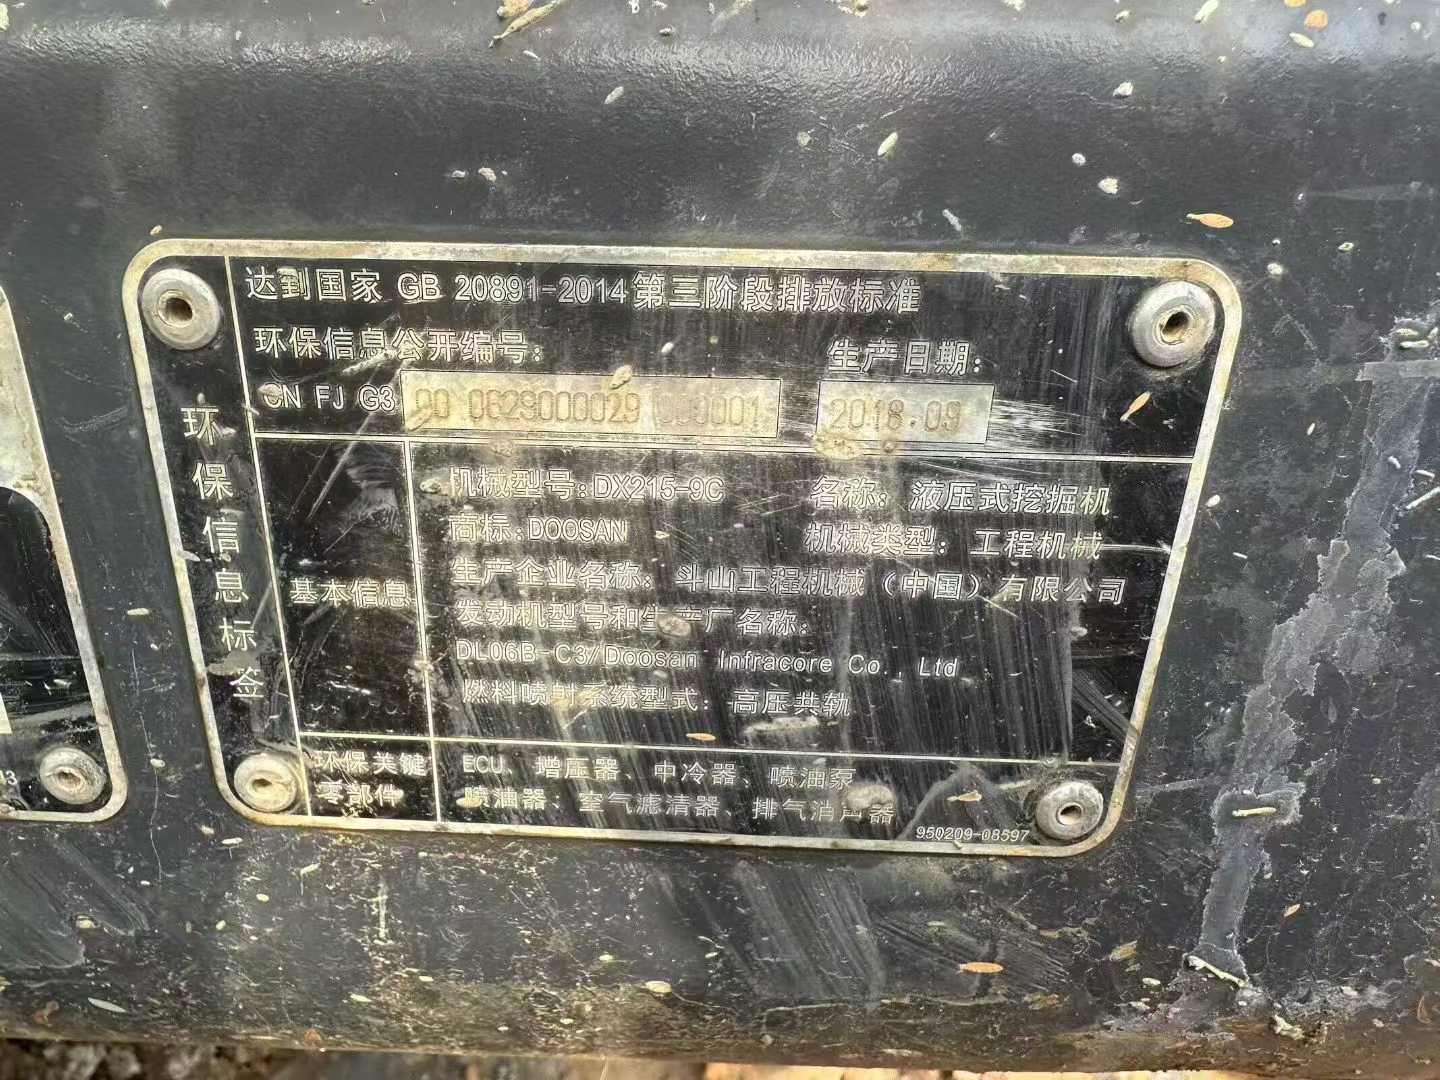 达到国家 GB 20891-2014第三阶段排放标准
环保信息公开编号:
生产日期:
CN FJ G3 00 0629000029 000001
2018.09
环保信息标签
基本信息
机械型号:DX215-9C
名称: 液压式挖掘机
商标:DOOSAN
机械类型: 工程机械
生产企业名称: 斗山工程机械(中国)有限公司
发动机型号和生产厂名称:
DL06B-C3/Doosan Infracore Co., Ltd
燃料喷射系统型式: 高压共轨
环保关键
零部件
ECU、增压器、中冷器、喷油泵
喷油器、空气滤清器、排气消声器
950209-08597